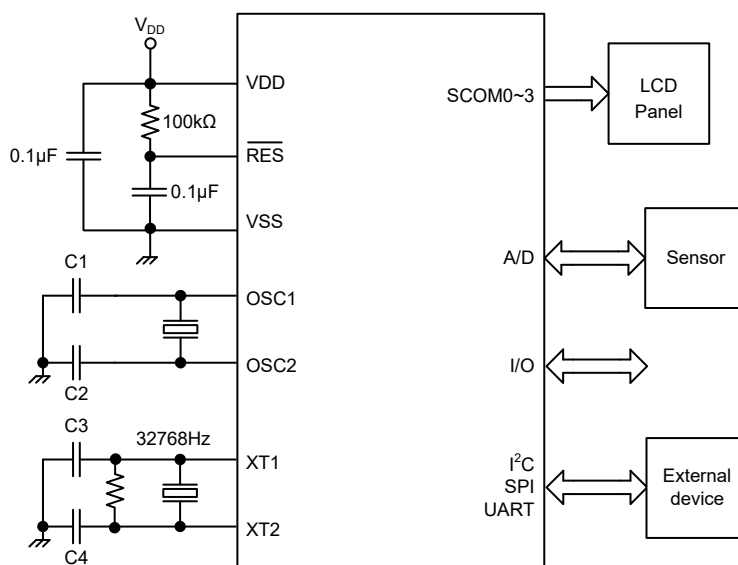 VDD
VDD
100kΩ
0.1µF
RES
0.1µF
VSS
C1
OSC1
OSC2
C2
C3
32768Hz
XT1
XT2
C4
SCOM0~3
LCD
Panel
A/D
Sensor
I/O
I²C
SPI
UART
External
device